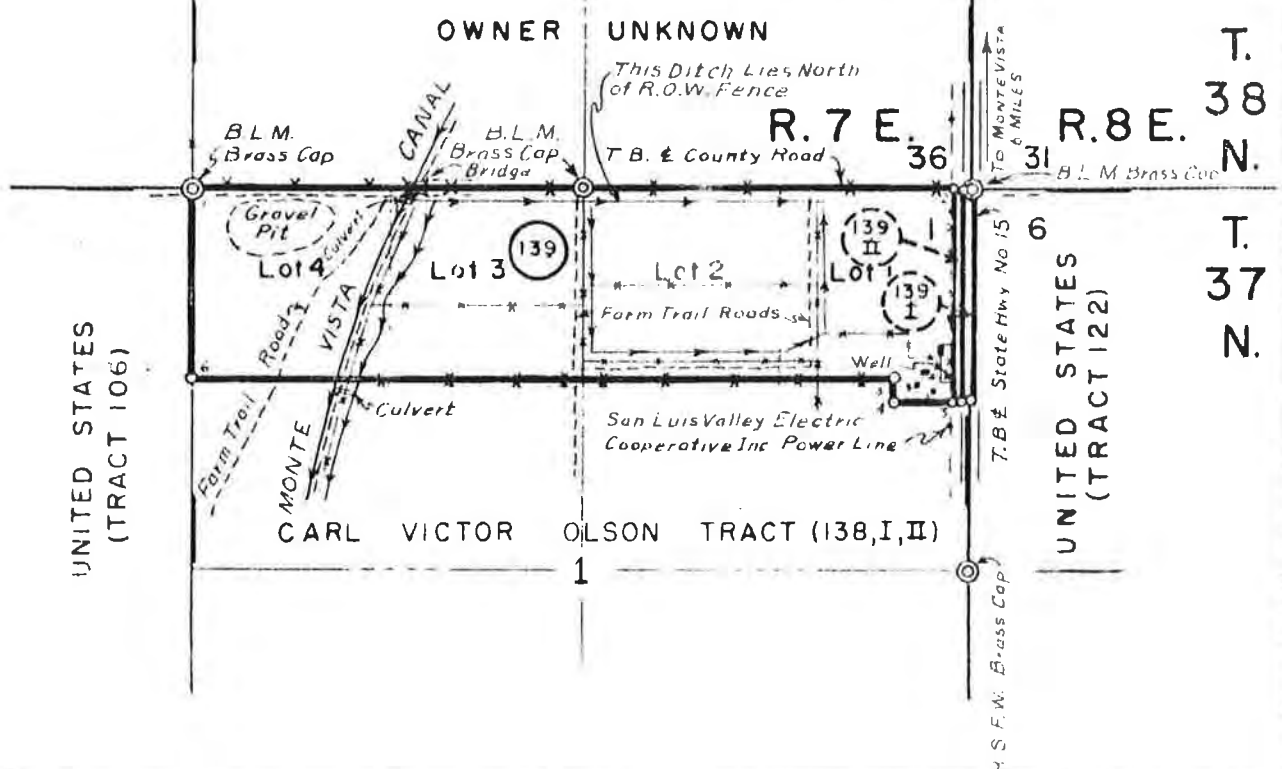 OWNER UNKNOWN
This Ditch Lies North
of R.O.W. Fence
TO MONTE VISTA
6 MILES
T.
38
N.
R. 7 E.
R. 8 E.
36
31
B.L.M.
Brass Cap
CANAL
B.L.M.
Brass Cap
Bridge
T.B. & County Road
B.L.M. Brass Cap
T.
37
N.
Gravel
Pit
Culvert
Lot 4
Lot 3
139
Lot 2
139
II
1
Lot
139
I
6
Farm Trail Roads
Well
Farm Trail Road
VISTA
MONTE
Culvert
6
3
4
5
San Luis Valley Electric
Cooperative Inc Power Line
T.B. & State Hwy No 15
UNITED STATES
(TRACT 106)
UNITED STATES
(TRACT 122)
CARL VICTOR OLSON TRACT (138,I,II)
1
S.F.W. Brass Cap